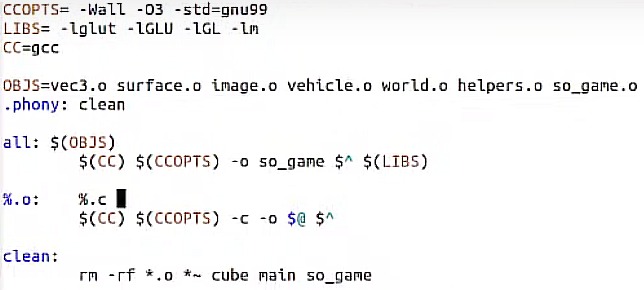 CCOPTS= -Wall -O3 -std=gnu99
LIBS= -lglut -lGLU -lGL -lm
CC=gcc
OBJS=vec3.o surface.o image.o vehicle.o world.o helpers.o so_game.o
.phony: clean
all: $(OBJS)
$(CC) $(CCOPTS) -o so_game $^ $(LIBS)
%.o: %.c
$(CC) $(CCOPTS) -c -o $@ $^
clean:
rm -rf *.o *~ cube main so_game